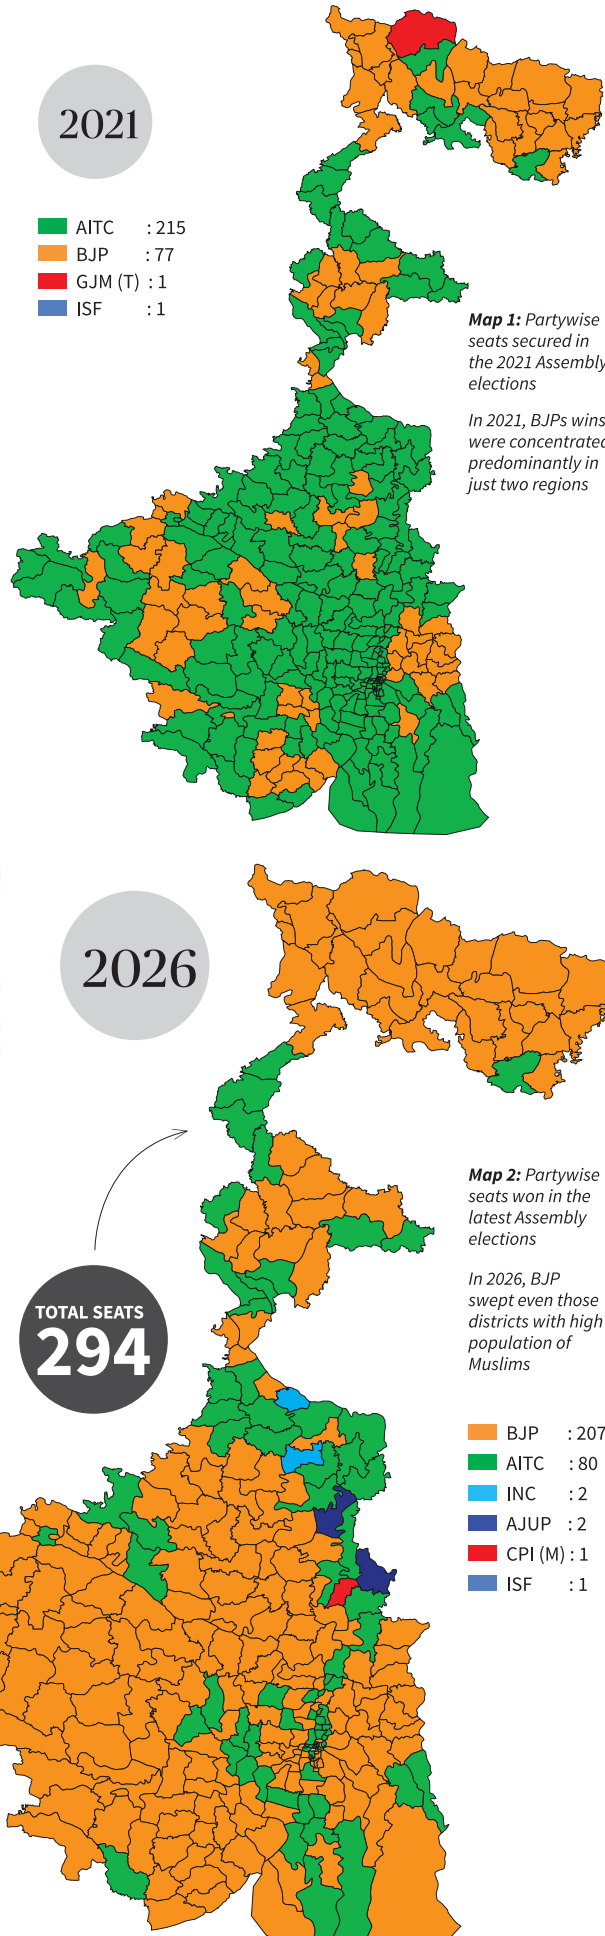 2021
AITC : 215
BJP : 77
GJM (T) : 1
ISF : 1
Map 1: Partywise
seats secured in
the 2021 Assembly
elections
In 2021, BJPs wins
were concentrated
predominantly in
just two regions
2026
Map 2: Partywise
seats won in the
latest Assembly
elections
In 2026, BJP
swept even those
districts with high
population of
Muslims
TOTAL SEATS
294
BJP : 207
AITC : 80
INC : 2
AJUP : 2
CPI (M) : 1
ISF : 1